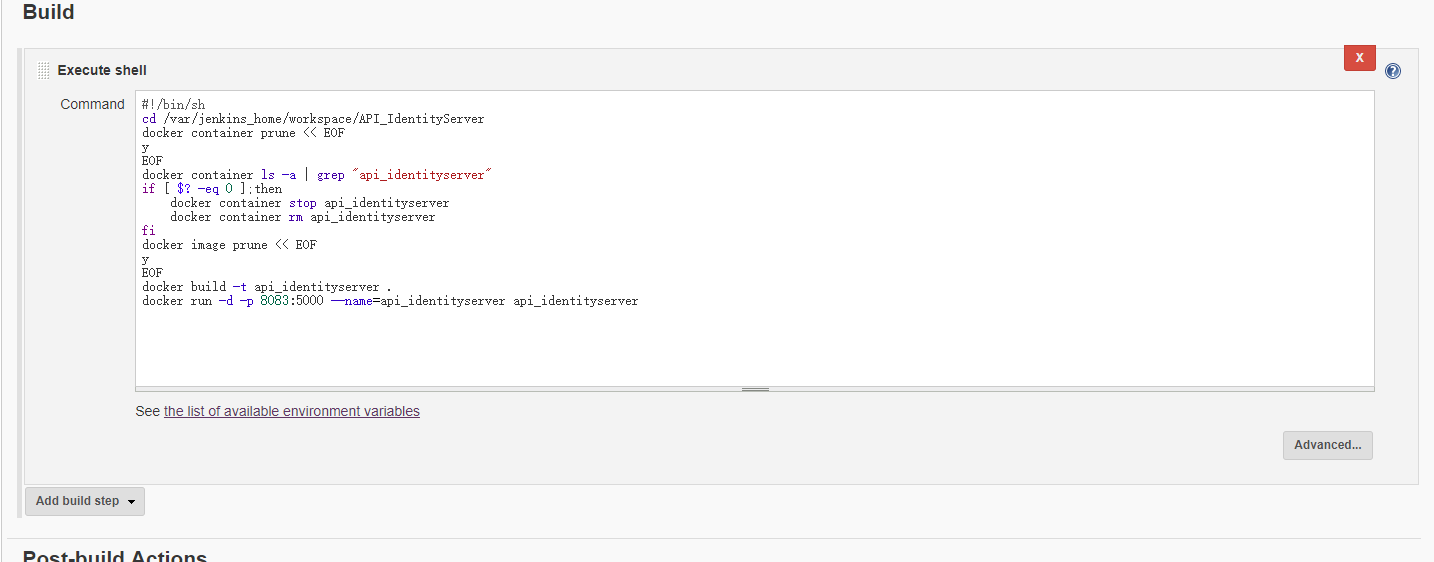 Build
Execute shell
X
?
Command
#!/bin/sh
cd /var/jenkins_home/workspace/API_IdentityServer
docker container prune << EOF
y
EOF
docker container ls -a | grep "api_identityserver"
if [ $? -eq 0 ];then
    docker container stop api_identityserver
    docker container rm api_identityserver
fi
docker image prune << EOF
y
EOF
docker build -t api_identityserver .
docker run -d -p 8083:5000 --name=api_identityserver api_identityserver
See the list of available environment variables
Advanced...
Add build step
Post-build Actions